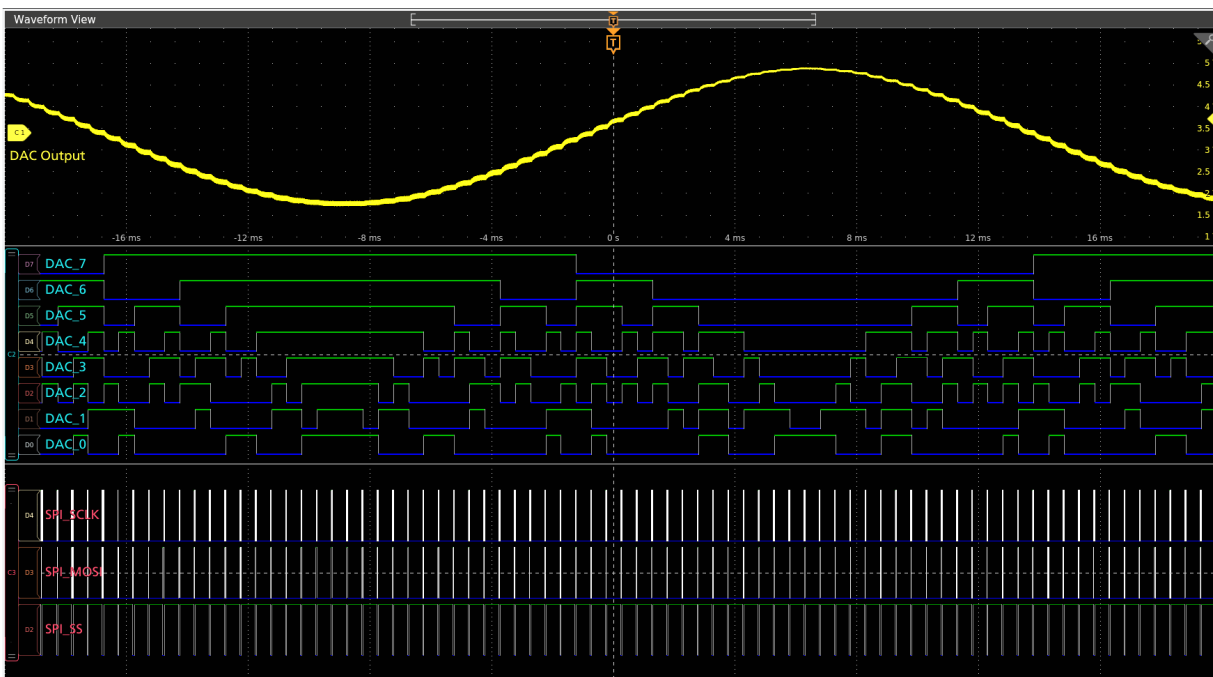 Waveform View
T
T
5
5
4.5
4
C 1
3.5
DAC Output
3
2.5
2
1.5
-16 ms -12 ms -8 ms -4 ms 0 s 4 ms 8 ms 12 ms 16 ms 1
D7 DAC_7
D6 DAC_6
D5 DAC_5
D4 DAC_4
C2
D3 DAC_3
D2 DAC_2
D1 DAC_1
D0 DAC_0
D4 SPI_SCLK
C3 D3 SPI_MOSI
D2 SPI_SS